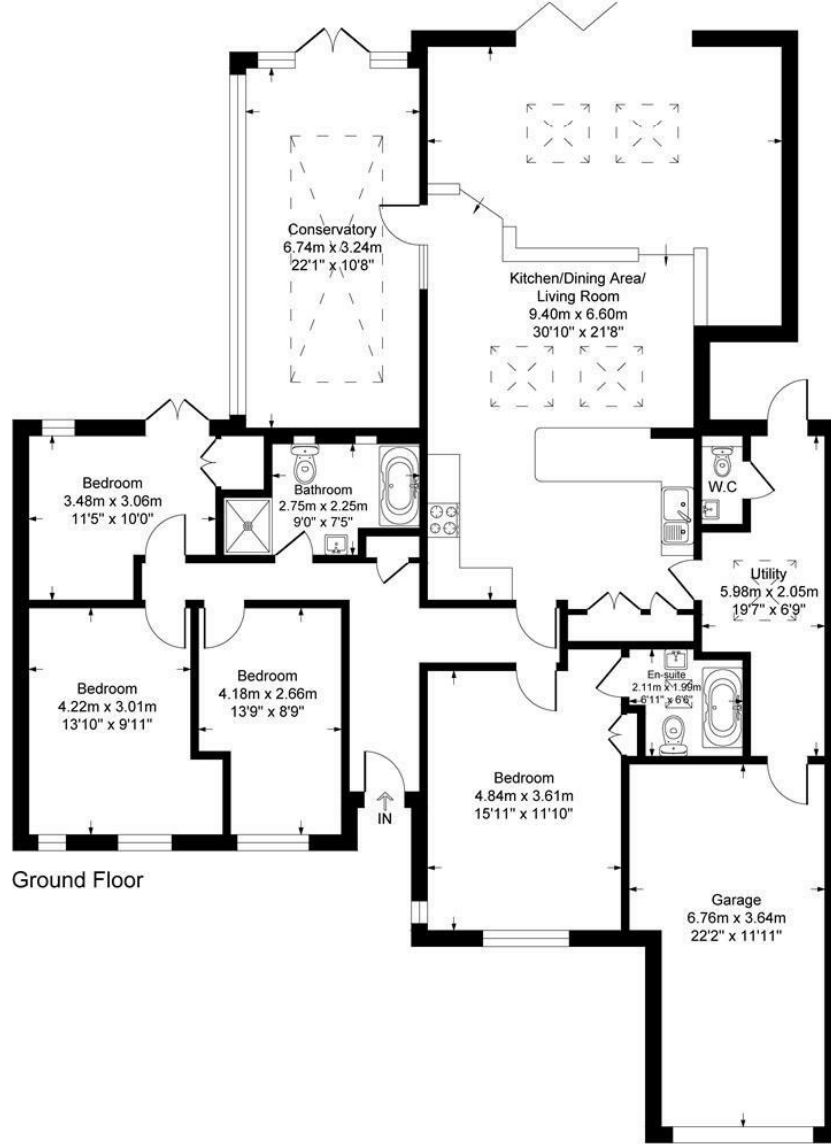 Conservatory
6.74m x 3.24m
22'1" x 10'8"
Kitchen/Dining Area/
Living Room
9.40m x 6.60m
30'10" x 21'8"
Bedroom
3.48m x 3.06m
11'5" x 10'0"
Bathroom
2.75m x 2.25m
9'0" x 7'5"
W.C
Utility
5.98m x 2.05m
19'7" x 6'9"
Bedroom
4.22m x 3.01m
13'10" x 9'11"
Bedroom
4.18m x 2.66m
13'9" x 8'9"
En-suite
2.11m x 1.99m
6'11" x 6'6"
Bedroom
4.84m x 3.61m
15'11" x 11'10"
IN
Ground Floor
Garage
6.76m x 3.64m
22'2" x 11'11"